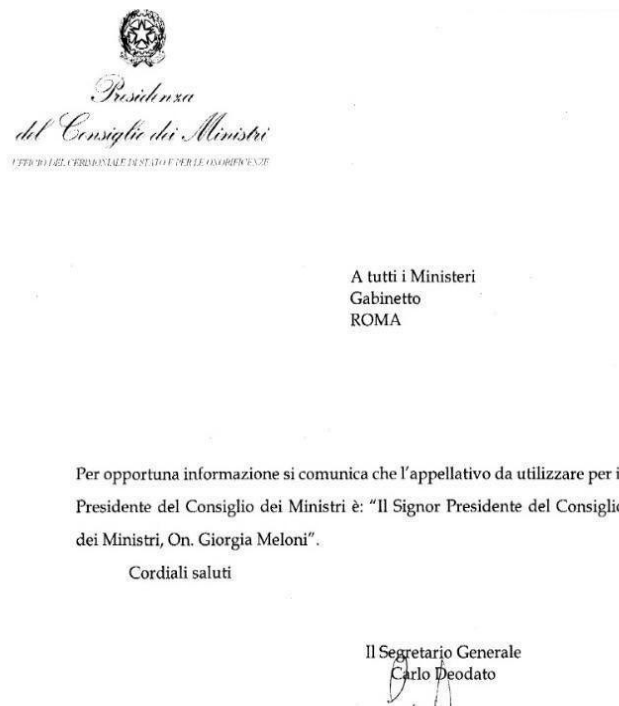 Presidenza
del Consiglio dei Ministri
UFFICIO DEL CERIMONIALE DI STATO E PER LE ONORIFICENZE
A tutti i Ministeri
Gabinetto
ROMA
Per opportuna informazione si comunica che l'appellativo da utilizzare per i
Presidente del Consiglio dei Ministri è: "Il Signor Presidente del Consiglio
dei Ministri, On. Giorgia Meloni".
Cordiali saluti
Il Segretario Generale
Carlo Deodato